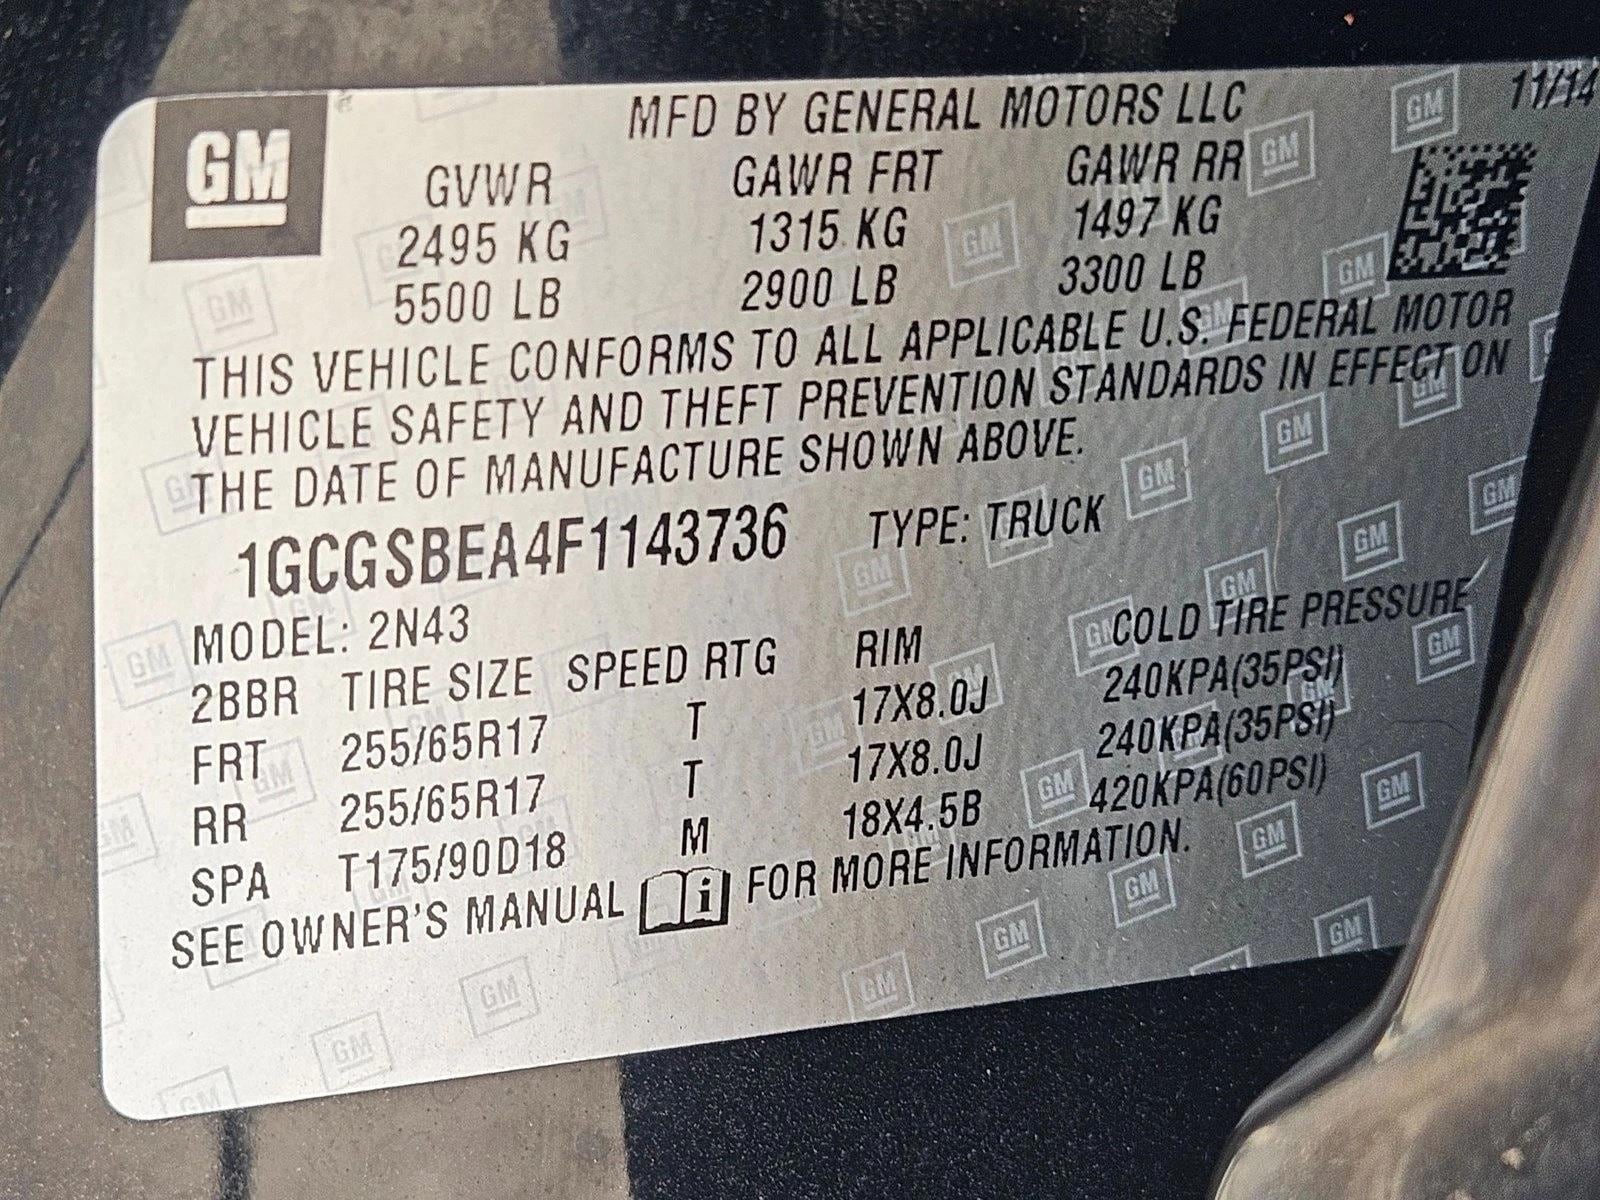 GM
MFD BY GENERAL MOTORS LLC 11/14
GVWR GAWR FRT GAWR RR
2495 KG 1315 KG 1497 KG
5500 LB 2900 LB 3300 LB
THIS VEHICLE CONFORMS TO ALL APPLICABLE U.S. FEDERAL MOTOR
VEHICLE SAFETY AND THEFT PREVENTION STANDARDS IN EFFECT ON
THE DATE OF MANUFACTURE SHOWN ABOVE.
1GCGSBEA4F1143736 TYPE: TRUCK
MODEL: 2N43
2BBR TIRE SIZE SPEED RTG RIM COLD TIRE PRESSURE
FRT 255/65R17 T 17X8.0J 240KPA(35PSI)
RR 255/65R17 T 17X8.0J 240KPA(35PSI)
SPA T175/90D18 M 18X4.5B 420KPA(60PSI)
SEE OWNER'S MANUAL i FOR MORE INFORMATION.